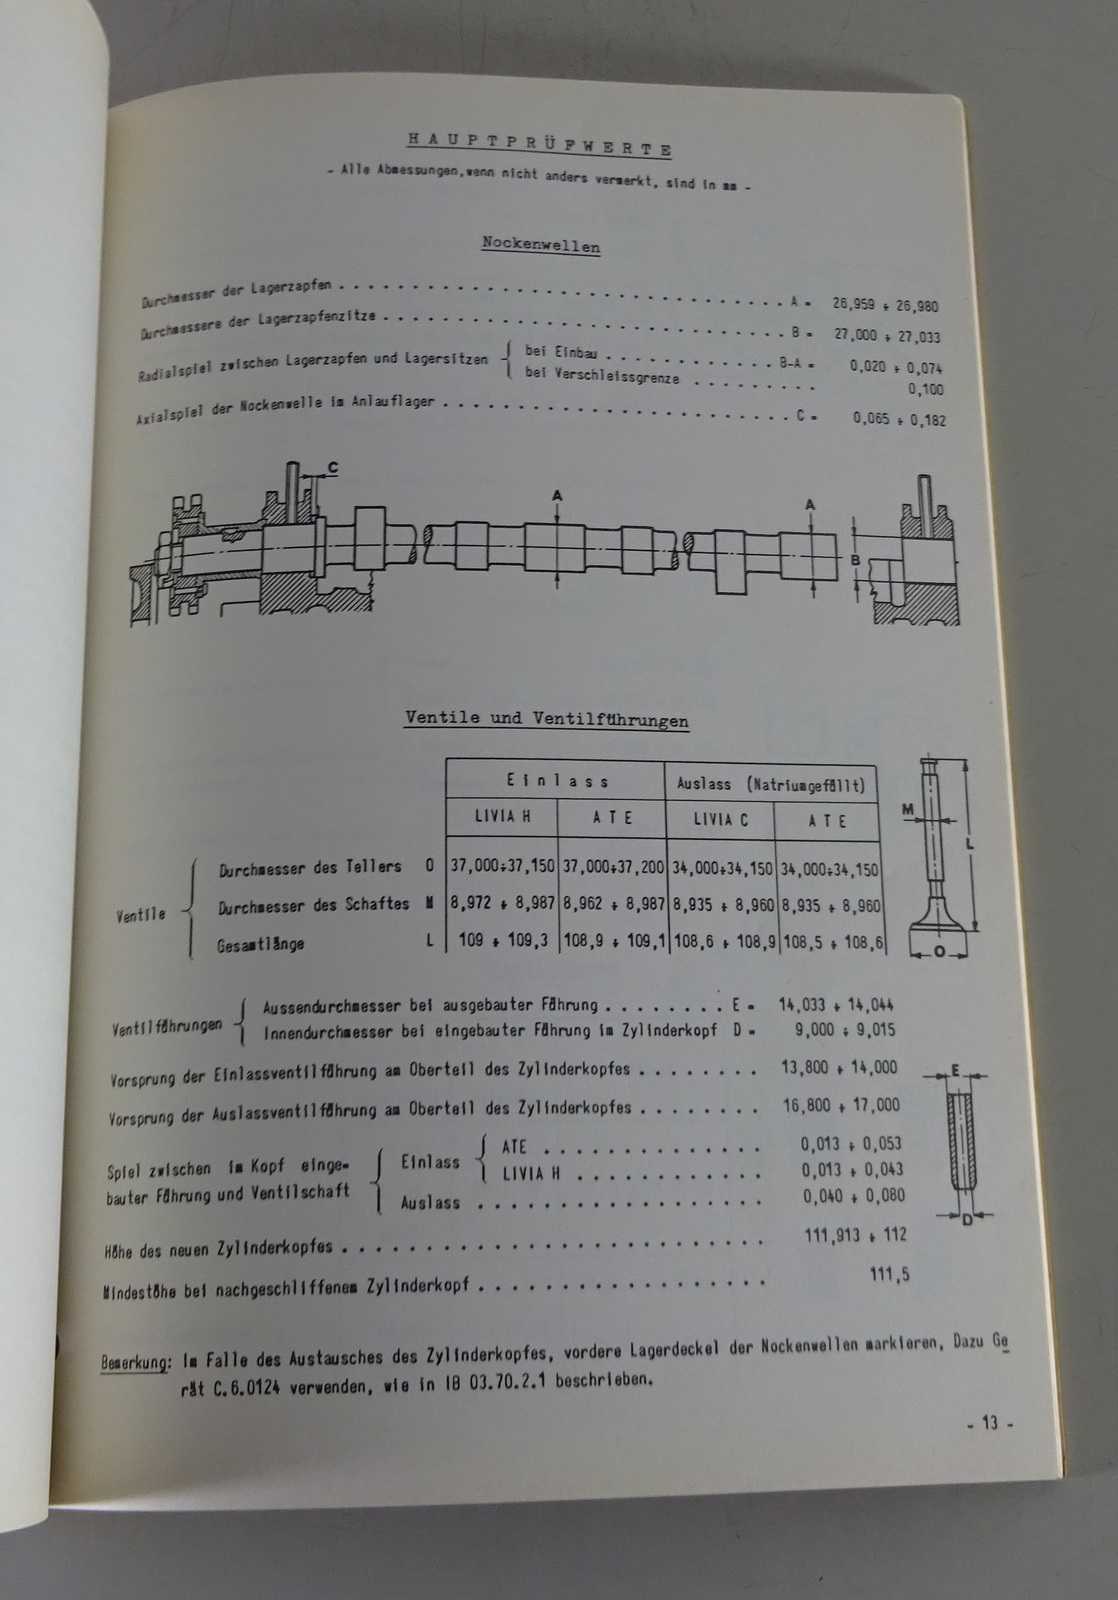 HAUPTPRÜFWERTE
- Alle Abmessungen,wenn nicht anders vermerkt, sind in mm -
Nockenwellen
Durchmesser der Lagerzapfen . . . . . . . . . . A = 26,959 ÷ 26,980
Durchmessere der Lagerzapfenzitze . . . . . . . . . . B = 27,000 ÷ 27,033
Radialspiel zwischen Lagerzapfen und Lagersitzen { bei Einbau . . . . . . . . . . B-A = 0,020 ÷ 0,074
bei Verschleissgrenze . . . . . . . . . . 0,100
Axialspiel der Nockenwelle im Anlauflager . . . . . . . . . . C = 0,065 ÷ 0,182
C
A
A
B
Ventile und Ventilführungen
Einlass Auslass (Natriumgefüllt)
LIVIA H ATE LIVIA C ATE
Durchmesser des Tellers O 37,000÷37,150 37,000÷37,200 34,000÷34,150 34,000÷34,150
Ventile { Durchmesser des Schaftes M 8,972 ÷ 8,987 8,962 ÷ 8,987 8,935 ÷ 8,960 8,935 ÷ 8,960
Gesamtlänge L 109 ÷ 109,3 108,9 ÷ 109,1 108,6 ÷ 108,9 108,5 ÷ 108,6
M
L
O
Ventilführungen { Aussendurchmesser bei ausgebauter Führung . . . . . . . . E = 14,033 ÷ 14,044
Innendurchmesser bei eingebauter Führung im Zylinderkopf D = 9,000 ÷ 9,015
Vorsprung der Einlassventilführung am Oberteil des Zylinderkopfes . . . . . . . . 13,800 ÷ 14,000
Vorsprung der Auslassventilführung am Oberteil des Zylinderkopfes . . . . . . . . 16,800 ÷ 17,000
Spiel zwischen im Kopf einge-
bauter Führung und Ventilschaft
Einlass { ATE . . . . . . . . . . 0,013 ÷ 0,053
LIVIA H . . . . . . . . . . 0,013 ÷ 0,043
Auslass . . . . . . . . . . 0,040 ÷ 0,080
E
D
Höhe des neuen Zylinderkopfes . . . . . . . . . . 111,913 ÷ 112
Mindestöhe bei nachgeschliffenem Zylinderkopf . . . . . . . . . . 111,5
Bemerkung: Im Falle des Austausches des Zylinderkopfes, vordere Lagerdeckel der Nockenwellen markieren, Dazu Ge
rät C.6.0124 verwenden, wie in IB 03.70.2.1 beschrieben.
- 13 -